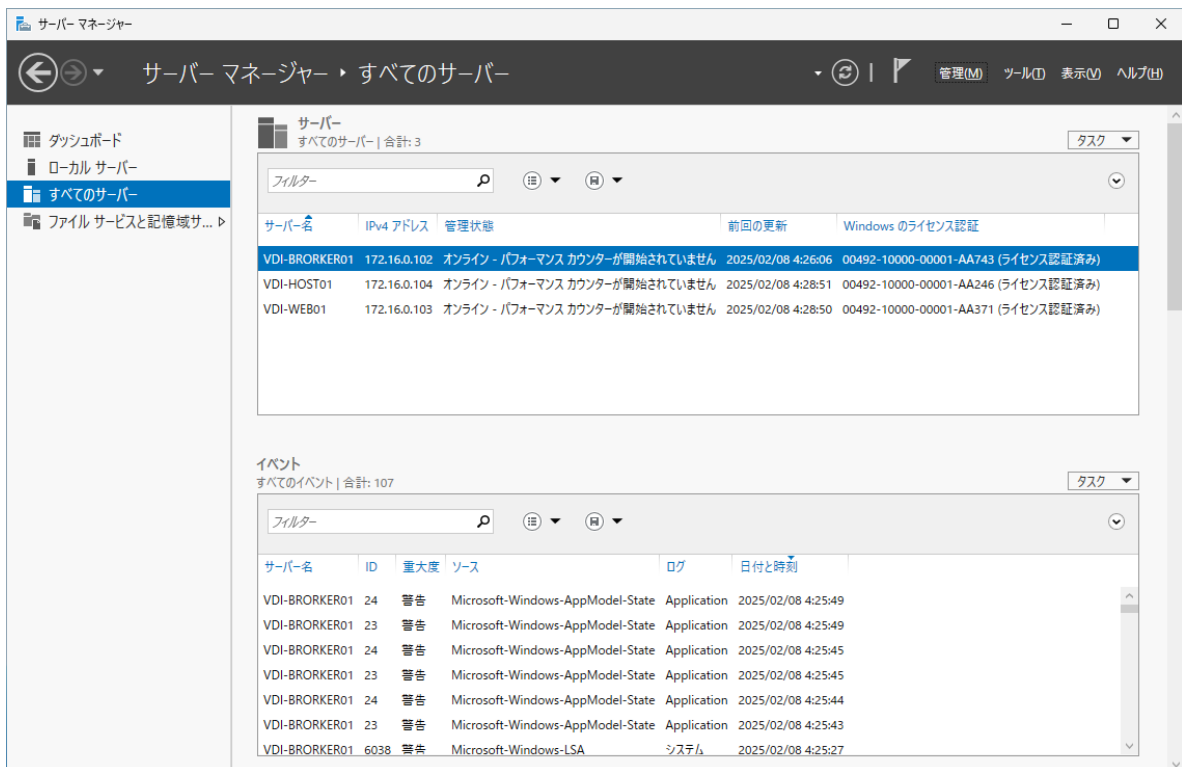 サーバー マネージャー
サーバー マネージャー ・ すべてのサーバー
管理(M) ツール(T) 表示(V) ヘルプ(H)
ダッシュボード
ローカル サーバー
すべてのサーバー
ファイル サービスと記憶域サ...
サーバー
すべてのサーバー | 合計: 3
タスク
フィルター
サーバー名 IPv4 アドレス 管理状態 前回の更新 Windows のライセンス認証
VDI-BRORKER01 172.16.0.102 オンライン - パフォーマンス カウンターが開始されていません 2025/02/08 4:26:06 00492-10000-00001-AA743 (ライセンス認証済み)
VDI-HOST01 172.16.0.104 オンライン - パフォーマンス カウンターが開始されていません 2025/02/08 4:28:51 00492-10000-00001-AA246 (ライセンス認証済み)
VDI-WEB01 172.16.0.103 オンライン - パフォーマンス カウンターが開始されていません 2025/02/08 4:28:50 00492-10000-00001-AA371 (ライセンス認証済み)
イベント
すべてのイベント | 合計: 107
タスク
フィルター
サーバー名 ID 重大度 ソース ログ 日付と時刻
VDI-BRORKER01 24 警告 Microsoft-Windows-AppModel-State Application 2025/02/08 4:25:49
VDI-BRORKER01 23 警告 Microsoft-Windows-AppModel-State Application 2025/02/08 4:25:49
VDI-BRORKER01 24 警告 Microsoft-Windows-AppModel-State Application 2025/02/08 4:25:45
VDI-BRORKER01 23 警告 Microsoft-Windows-AppModel-State Application 2025/02/08 4:25:45
VDI-BRORKER01 24 警告 Microsoft-Windows-AppModel-State Application 2025/02/08 4:25:44
VDI-BRORKER01 23 警告 Microsoft-Windows-AppModel-State Application 2025/02/08 4:25:43
VDI-BRORKER01 6038 警告 Microsoft-Windows-LSA システム 2025/02/08 4:25:27